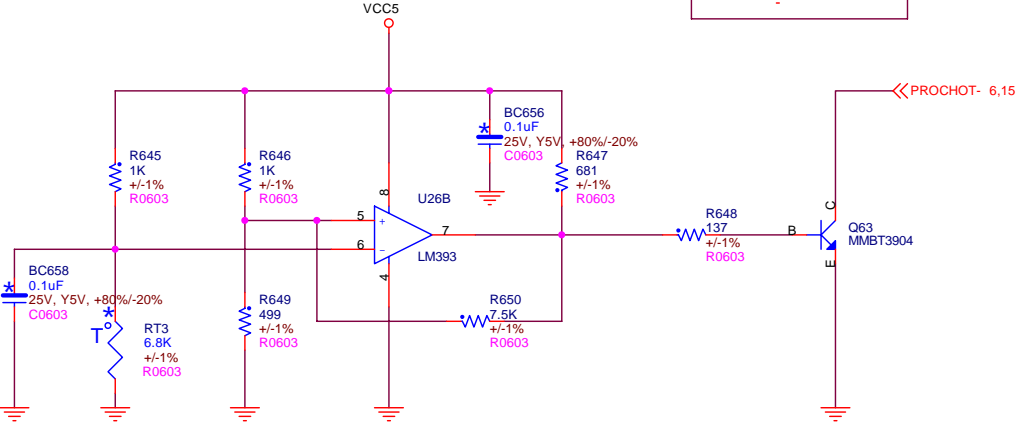 VCC5
PROCHOT- 6,15
BC656
*
0.1uF
25V, Y5V, +80%/-20%
C0603
R645
1K
+/-1%
R0603
R646
1K
+/-1%
R0603
R647
681
+/-1%
R0603
8
U26B
5
+
6
-
7
LM393
4
R648
137
+/-1%
R0603
B
C
E
Q63
MMBT3904
BC658
*
0.1uF
25V, Y5V, +80%/-20%
C0603
R649
499
+/-1%
R0603
R650
7.5K
+/-1%
R0603
*
T°
RT3
6.8K
+/-1%
R0603